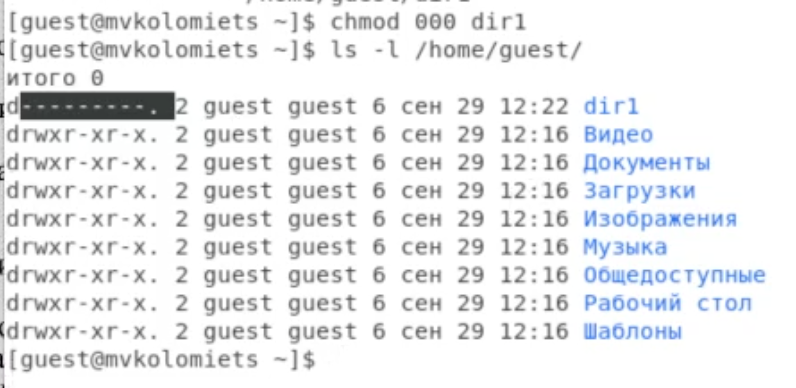 /home/guest/dir1
[guest@mvkolomiets ~]$ chmod 000 dir1
[guest@mvkolomiets ~]$ ls -l /home/guest/
итого 0
d---------. 2 guest guest 6 сен 29 12:22 dir1
drwxr-xr-x. 2 guest guest 6 сен 29 12:16 Видео
drwxr-xr-x. 2 guest guest 6 сен 29 12:16 Документы
drwxr-xr-x. 2 guest guest 6 сен 29 12:16 Загрузки
drwxr-xr-x. 2 guest guest 6 сен 29 12:16 Изображения
drwxr-xr-x. 2 guest guest 6 сен 29 12:16 Музыка
drwxr-xr-x. 2 guest guest 6 сен 29 12:16 Общедоступные
drwxr-xr-x. 2 guest guest 6 сен 29 12:16 Рабочий стол
drwxr-xr-x. 2 guest guest 6 сен 29 12:16 Шаблоны
[guest@mvkolomiets ~]$